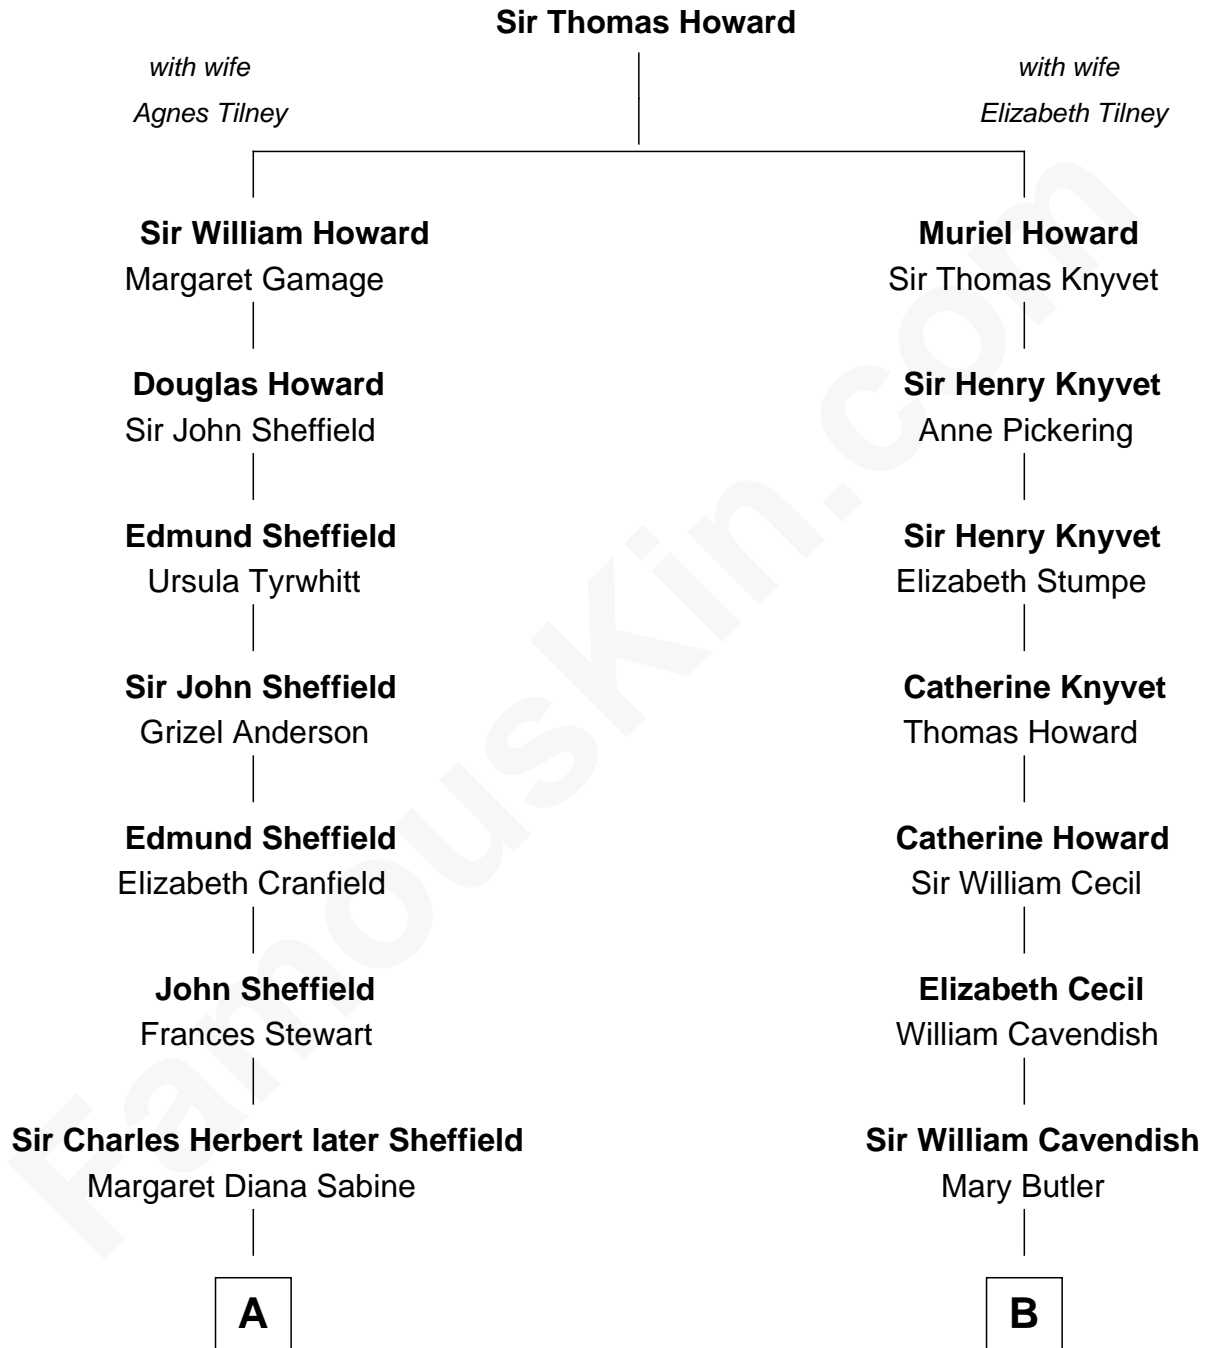 Sir Thomas Howard
with wife
Agnes Tilney
with wife
Elizabeth Tilney
Sir William Howard
Margaret Gamage
Douglas Howard
Sir John Sheffield
Edmund Sheffield
Ursula Tyrwhitt
Sir John Sheffield
Grizel Anderson
Edmund Sheffield
Elizabeth Cranfield
John Sheffield
Frances Stewart
Sir Charles Herbert later Sheffield
Margaret Diana Sabine
A
Muriel Howard
Sir Thomas Knyvet
Sir Henry Knyvet
Anne Pickering
Sir Henry Knyvet
Elizabeth Stumpe
Catherine Knyvet
Thomas Howard
Catherine Howard
Sir William Cecil
Elizabeth Cecil
William Cavendish
Sir William Cavendish
Mary Butler
B
FamousKin.com